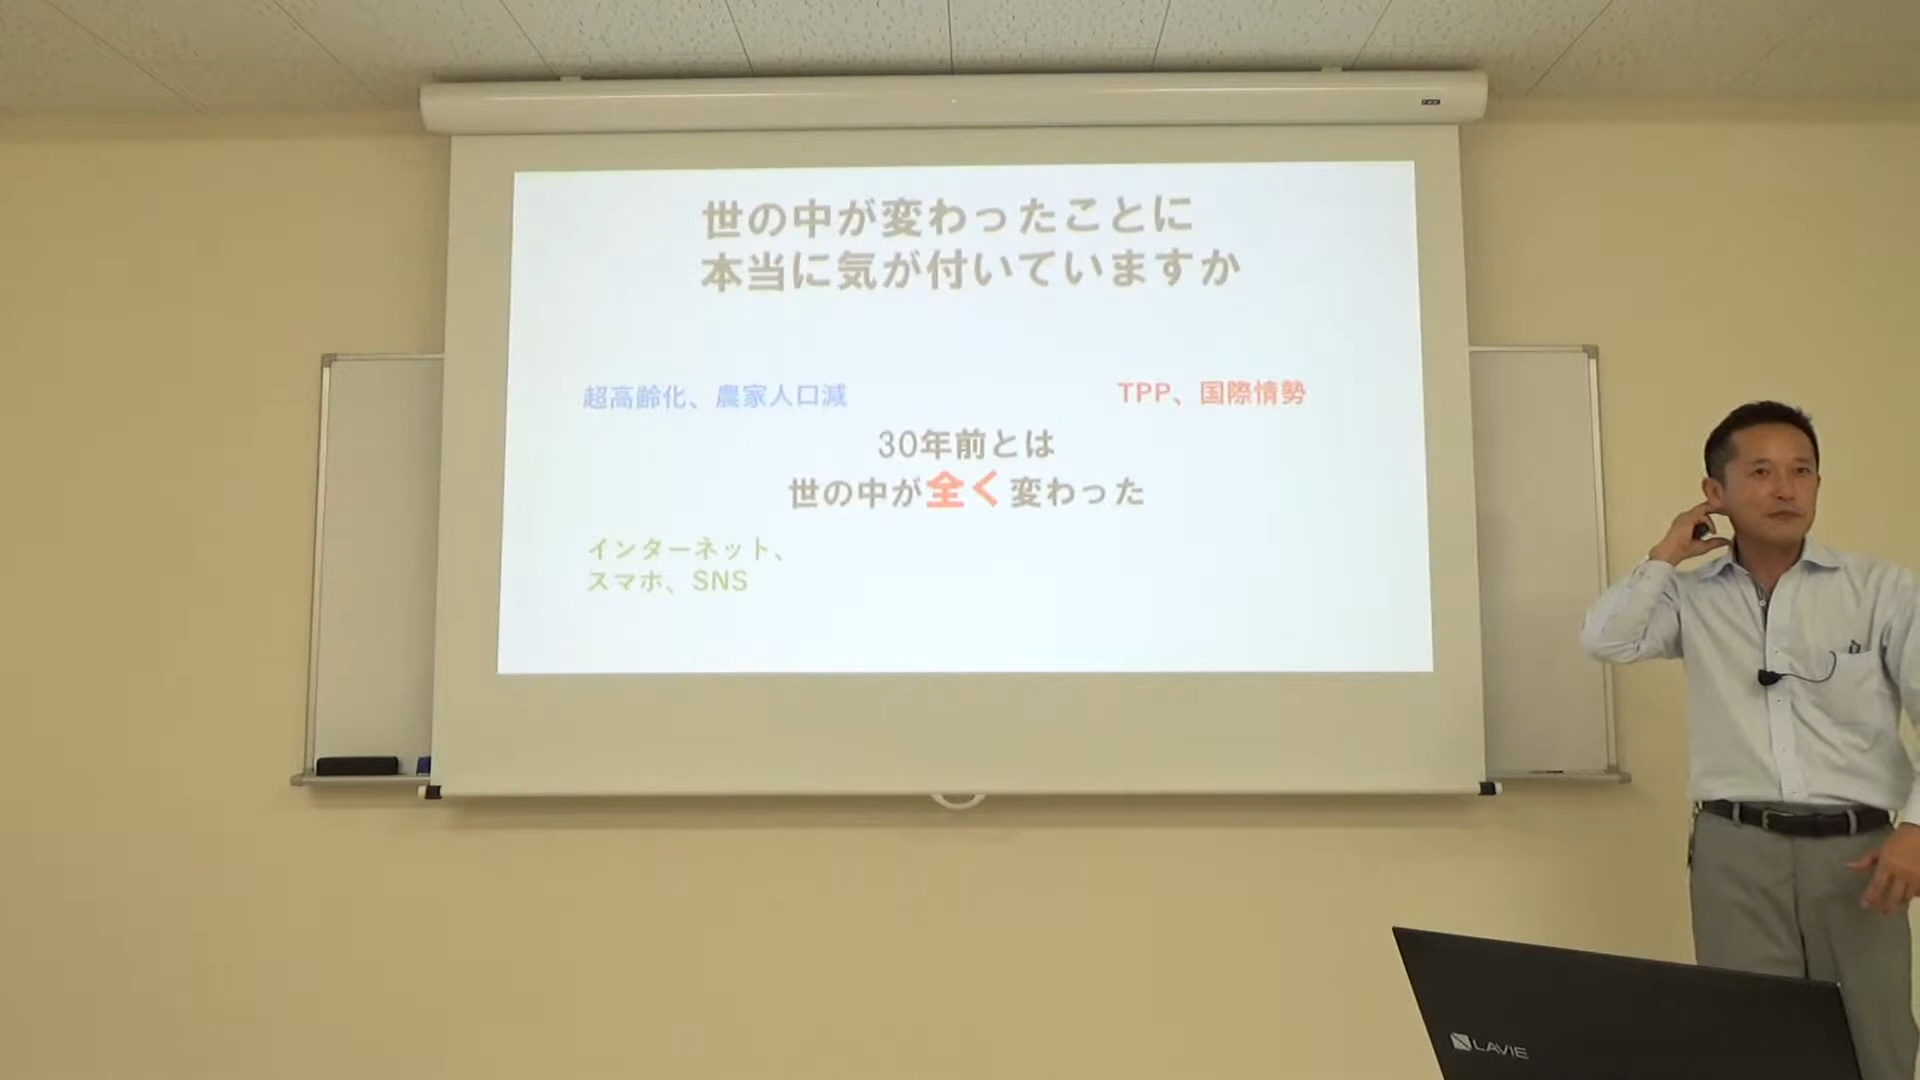 世の中が変わったことに
本当に気が付いていますか
超高齢化、農家人口減
TPP、国際情勢
30年前とは
世の中が全く変わった
インターネット、
スマホ、SNS
LAVIE